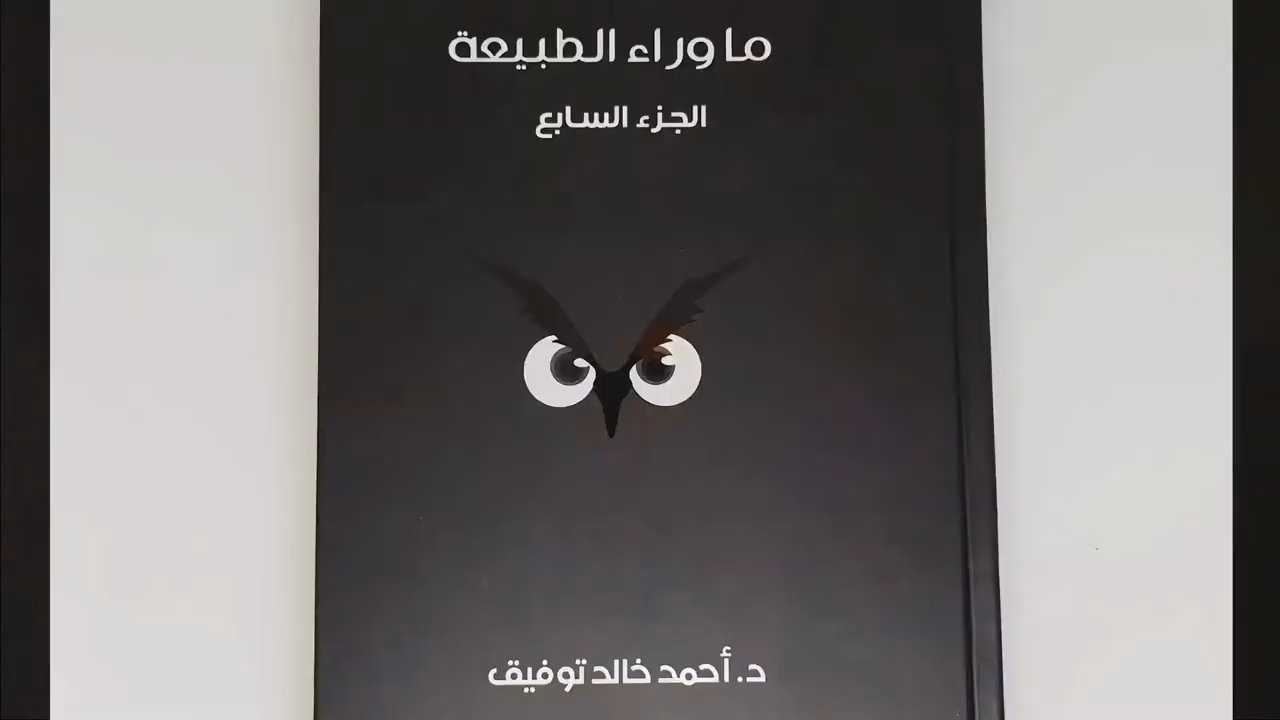 ما وراء الطبيعة
الجزء السابع
د. أحمد خالد توفيق